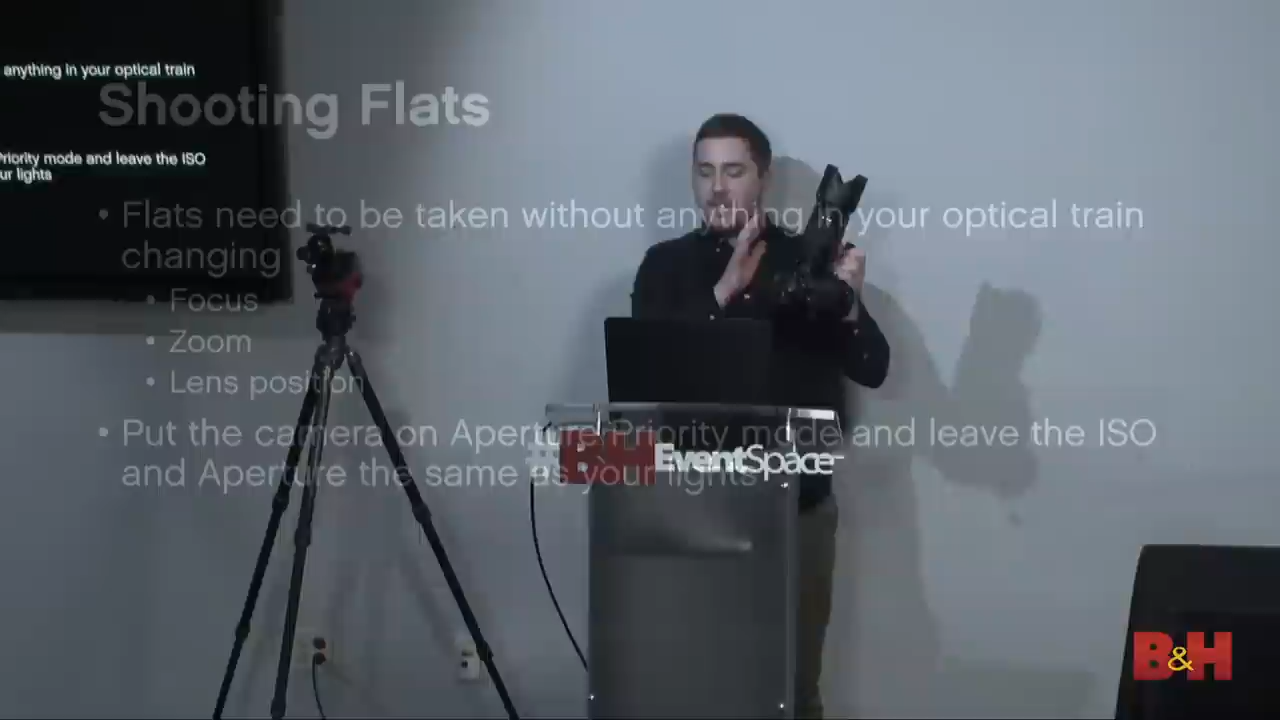 anything in your optical train
Priority mode and leave the ISO
ur lights
Shooting Flats
• Flats need to be taken without anything in your optical train
changing
• Focus
• Zoom
• Lens position
• Put the camera on Aperture Priority mode and leave the ISO
and Aperture the same as your lights
#B&HEventSpace
B&H